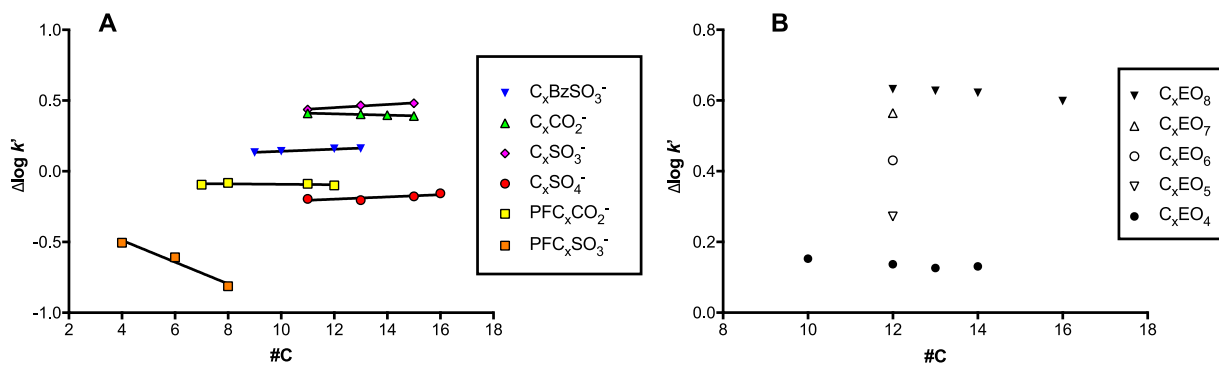 A
1.0
0.5
0.0
-0.5
-1.0
Δlog k'
2 4 6 8 10 12 14 16 18
#C
CₓBzSO₃⁻
CₓCO₂⁻
CₓSO₃⁻
CₓSO₄⁻
PFCₓCO₂⁻
PFCₓSO₃⁻
B
0.8
0.6
0.4
0.2
0.0
Δlog k'
8 10 12 14 16 18
#C
CₓEO₈
CₓEO₇
CₓEO₆
CₓEO₅
CₓEO₄